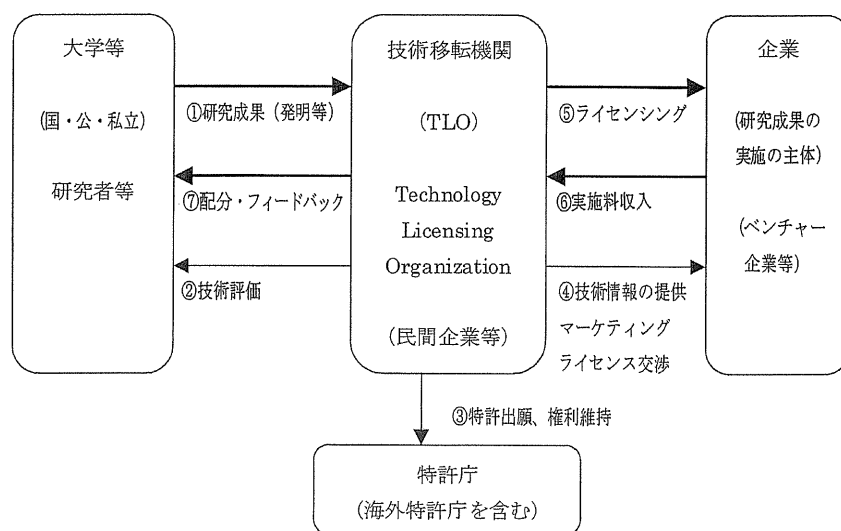 大学等
(国・公・私立)
研究者等
①研究成果（発明等）
⑦配分・フィードバック
②技術評価
技術移転機関
(TLO)
Technology
Licensing
Organization
(民間企業等)
⑤ライセンシング
⑥実施料収入
④技術情報の提供
マーケティング
ライセンス交渉
企業
(研究成果の
実施の主体)
(ベンチャー
企業等)
③特許出願、権利維持
特許庁
(海外特許庁を含む)